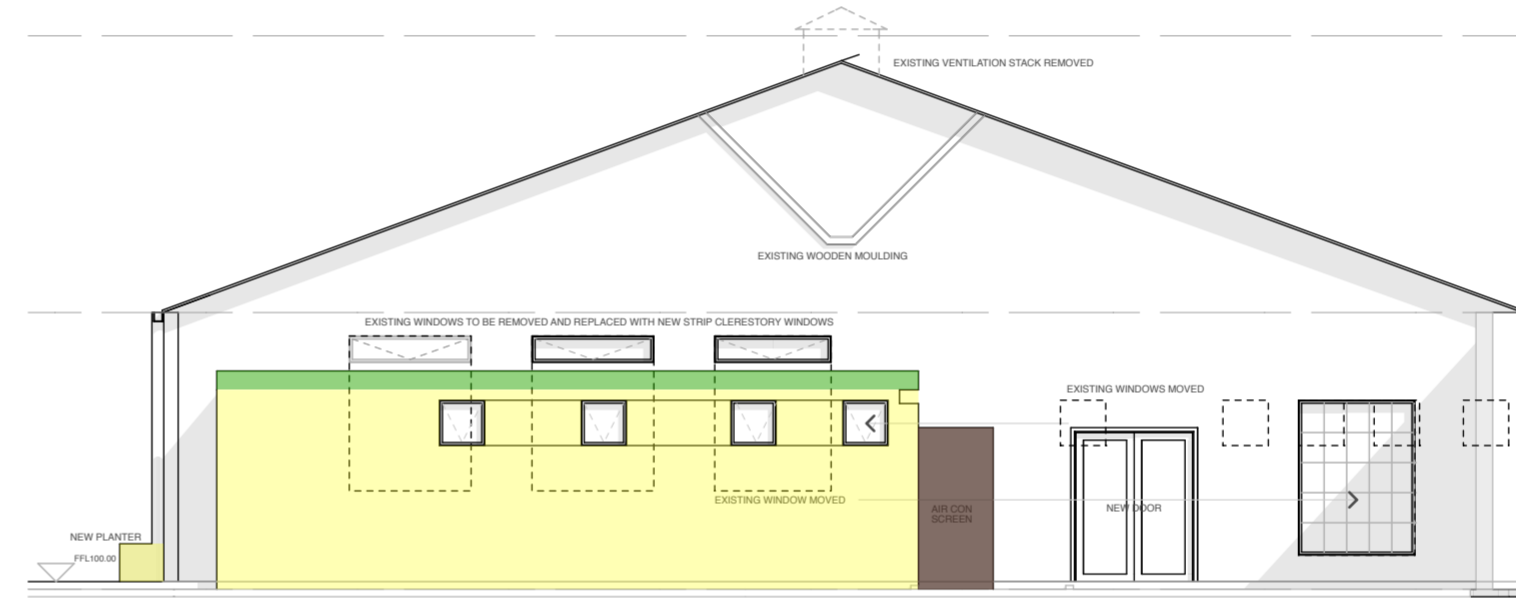 EXISTING VENTILATION STACK REMOVED
EXISTING WOODEN MOULDING
EXISTING WINDOWS TO BE REMOVED AND REPLACED WITH NEW STRIP CLERESTORY WINDOWS
EXISTING WINDOWS MOVED
EXISTING WINDOW MOVED
AIR CON
SCREEN
NEW DOOR
NEW PLANTER
FFL100.00